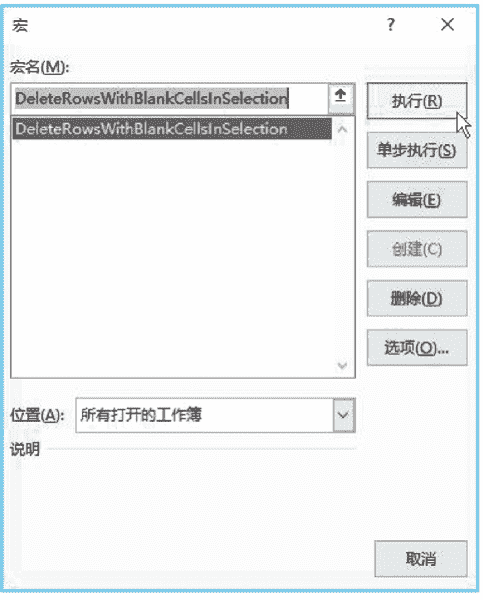 宏
?
宏名(M):
DeleteRowsWithBlankCellsInSelection
DeleteRowsWithBlankCellsInSelection
执行(R)
单步执行(S)
编辑(E)
创建(C)
删除(D)
选项(O)...
位置(A):
所有打开的工作簿
说明
取消